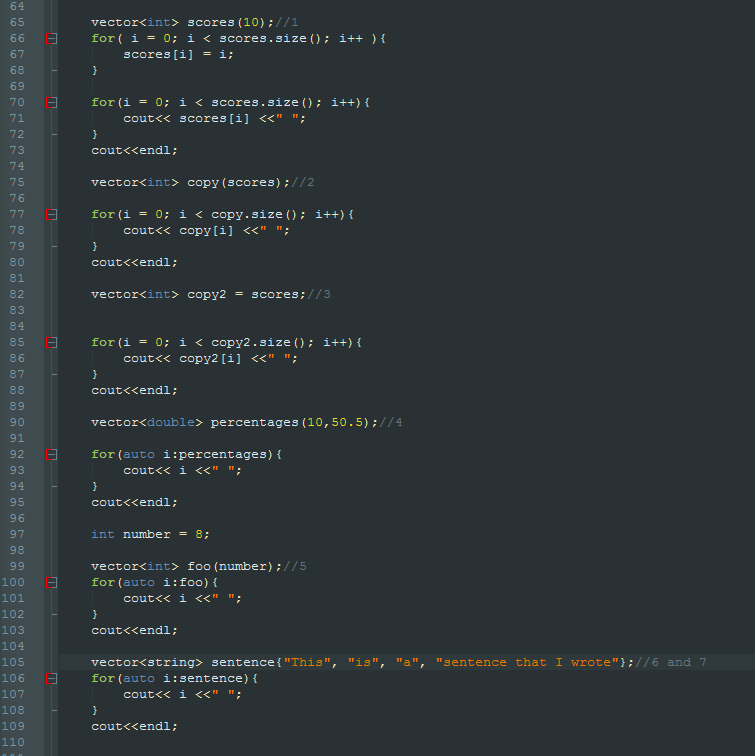 64
65 vector<int> scores(10);//1
66 for( i = 0; i < scores.size(); i++ ){
67 scores[i] = i;
68 }
69
70 for(i = 0; i < scores.size(); i++){
71 cout<< scores[i] <<" ";
72 }
73 cout<<endl;
74
75 vector<int> copy(scores);//2
76
77 for(i = 0; i < copy.size(); i++){
78 cout<< copy[i] <<" ";
79 }
80 cout<<endl;
81
82 vector<int> copy2 = scores;//3
83
84
85 for(i = 0; i < copy2.size(); i++){
86 cout<< copy2[i] <<" ";
87 }
88 cout<<endl;
89
90 vector<double> percentages(10,50.5);//4
91
92 for(auto i:percentages){
93 cout<< i <<" ";
94 }
95 cout<<endl;
96
97 int number = 8;
98
99 vector<int> foo(number);//5
100 for(auto i:foo){
101 cout<< i <<" ";
102 }
103 cout<<endl;
104
105 vector<string> sentence{"This", "is", "a", "sentence that I wrote"};//6 and 7
106 for(auto i:sentence){
107 cout<< i <<" ";
108 }
109 cout<<endl;
110